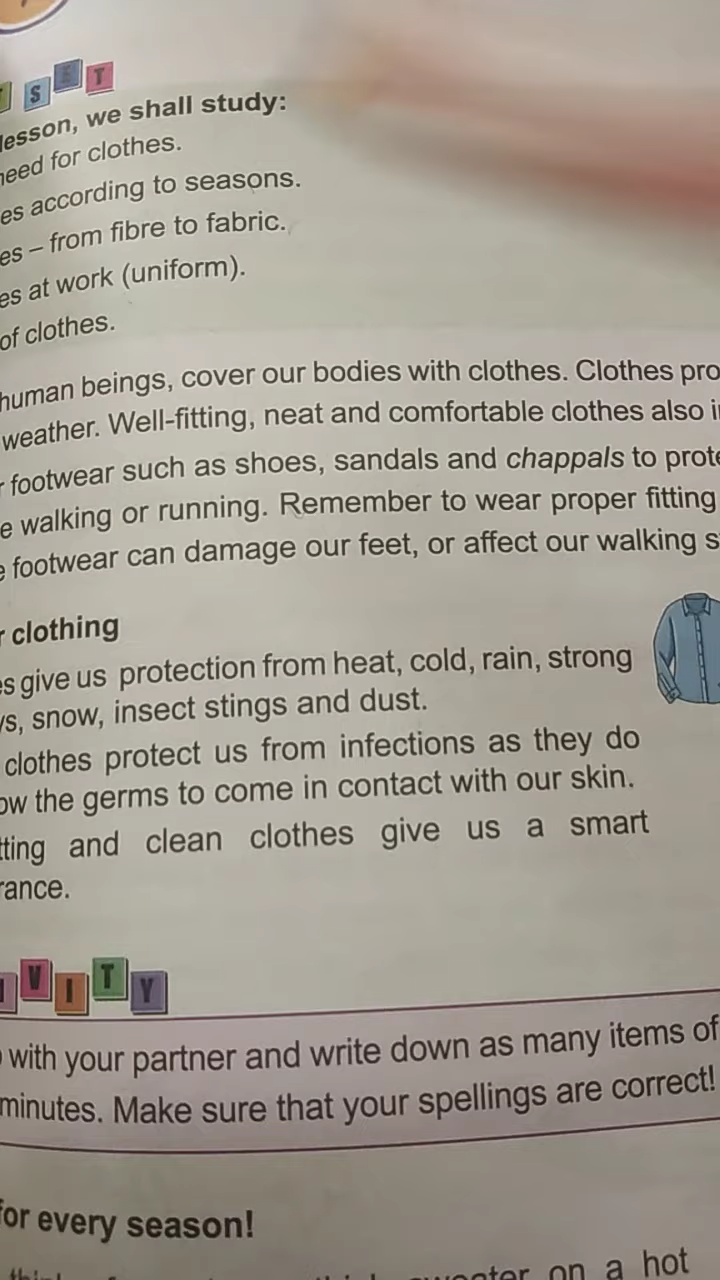 S E T
lesson, we shall study:
need for clothes.
es according to seasons.
es – from fibre to fabric.
es at work (uniform).
of clothes.
human beings, cover our bodies with clothes. Clothes pro
weather. Well-fitting, neat and comfortable clothes also i
footwear such as shoes, sandals and chappals to prote
e walking or running. Remember to wear proper fitting
footwear can damage our feet, or affect our walking s
r clothing
es give us protection from heat, cold, rain, strong
ys, snow, insect stings and dust.
clothes protect us from infections as they do
ow the germs to come in contact with our skin.
tting and clean clothes give us a smart
rance.
V I T Y
with your partner and write down as many items of
minutes. Make sure that your spellings are correct!
for every season!
sweater on a hot